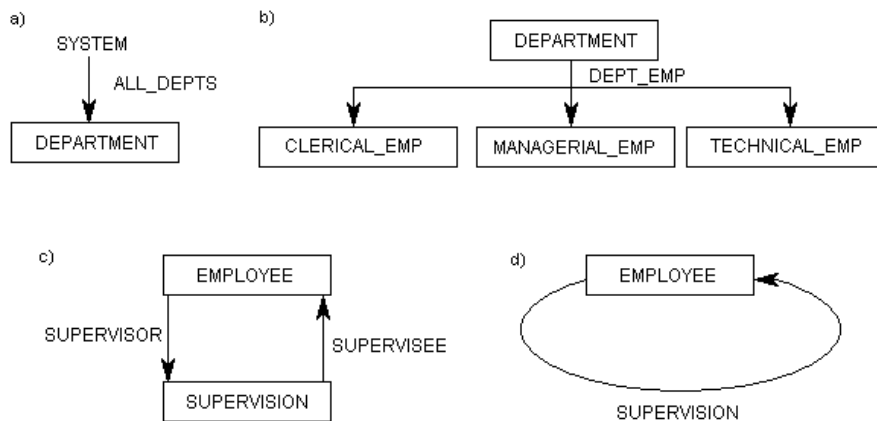 a)
SYSTEM
ALL_DEPTS
DEPARTMENT
b)
DEPARTMENT
DEPT_EMP
CLERICAL_EMP
MANAGERIAL_EMP
TECHNICAL_EMP
c)
EMPLOYEE
SUPERVISOR
SUPERVISEE
SUPERVISION
d)
EMPLOYEE
SUPERVISION